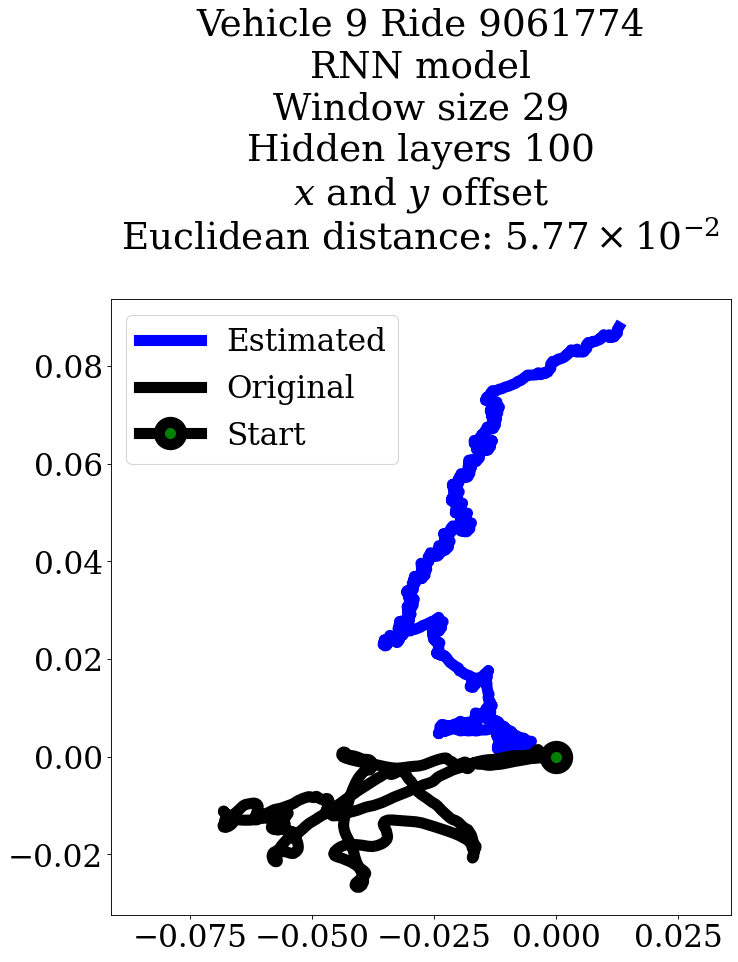 Vehicle 9 Ride 9061774
RNN model
Window size 29
Hidden layers 100
x and y offset
Euclidean distance: 5.77 × 10⁻²
Estimated
Original
Start
0.08
0.06
0.04
0.02
0.00
−0.02
−0.075 −0.050 −0.025 0.000 0.025